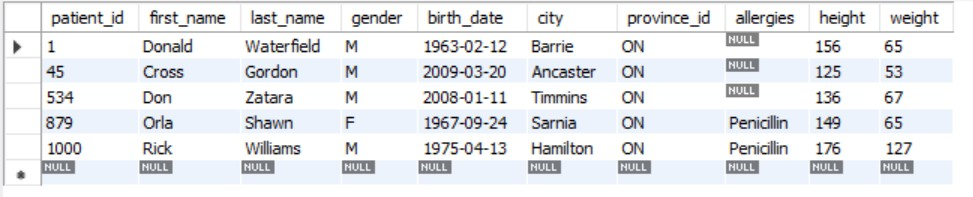 patient_id first_name last_name gender birth_date city province_id allergies height weight
1 Donald Waterfield M 1963-02-12 Barrie ON NULL 156 65
45 Cross Gordon M 2009-03-20 Ancaster ON NULL 125 53
534 Don Zatara M 2008-01-11 Timmins ON NULL 136 67
879 Orla Shawn F 1967-09-24 Sarnia ON Penicillin 149 65
1000 Rick Williams M 1975-04-13 Hamilton ON Penicillin 176 127
NULL NULL NULL NULL NULL NULL NULL NULL NULL NULL